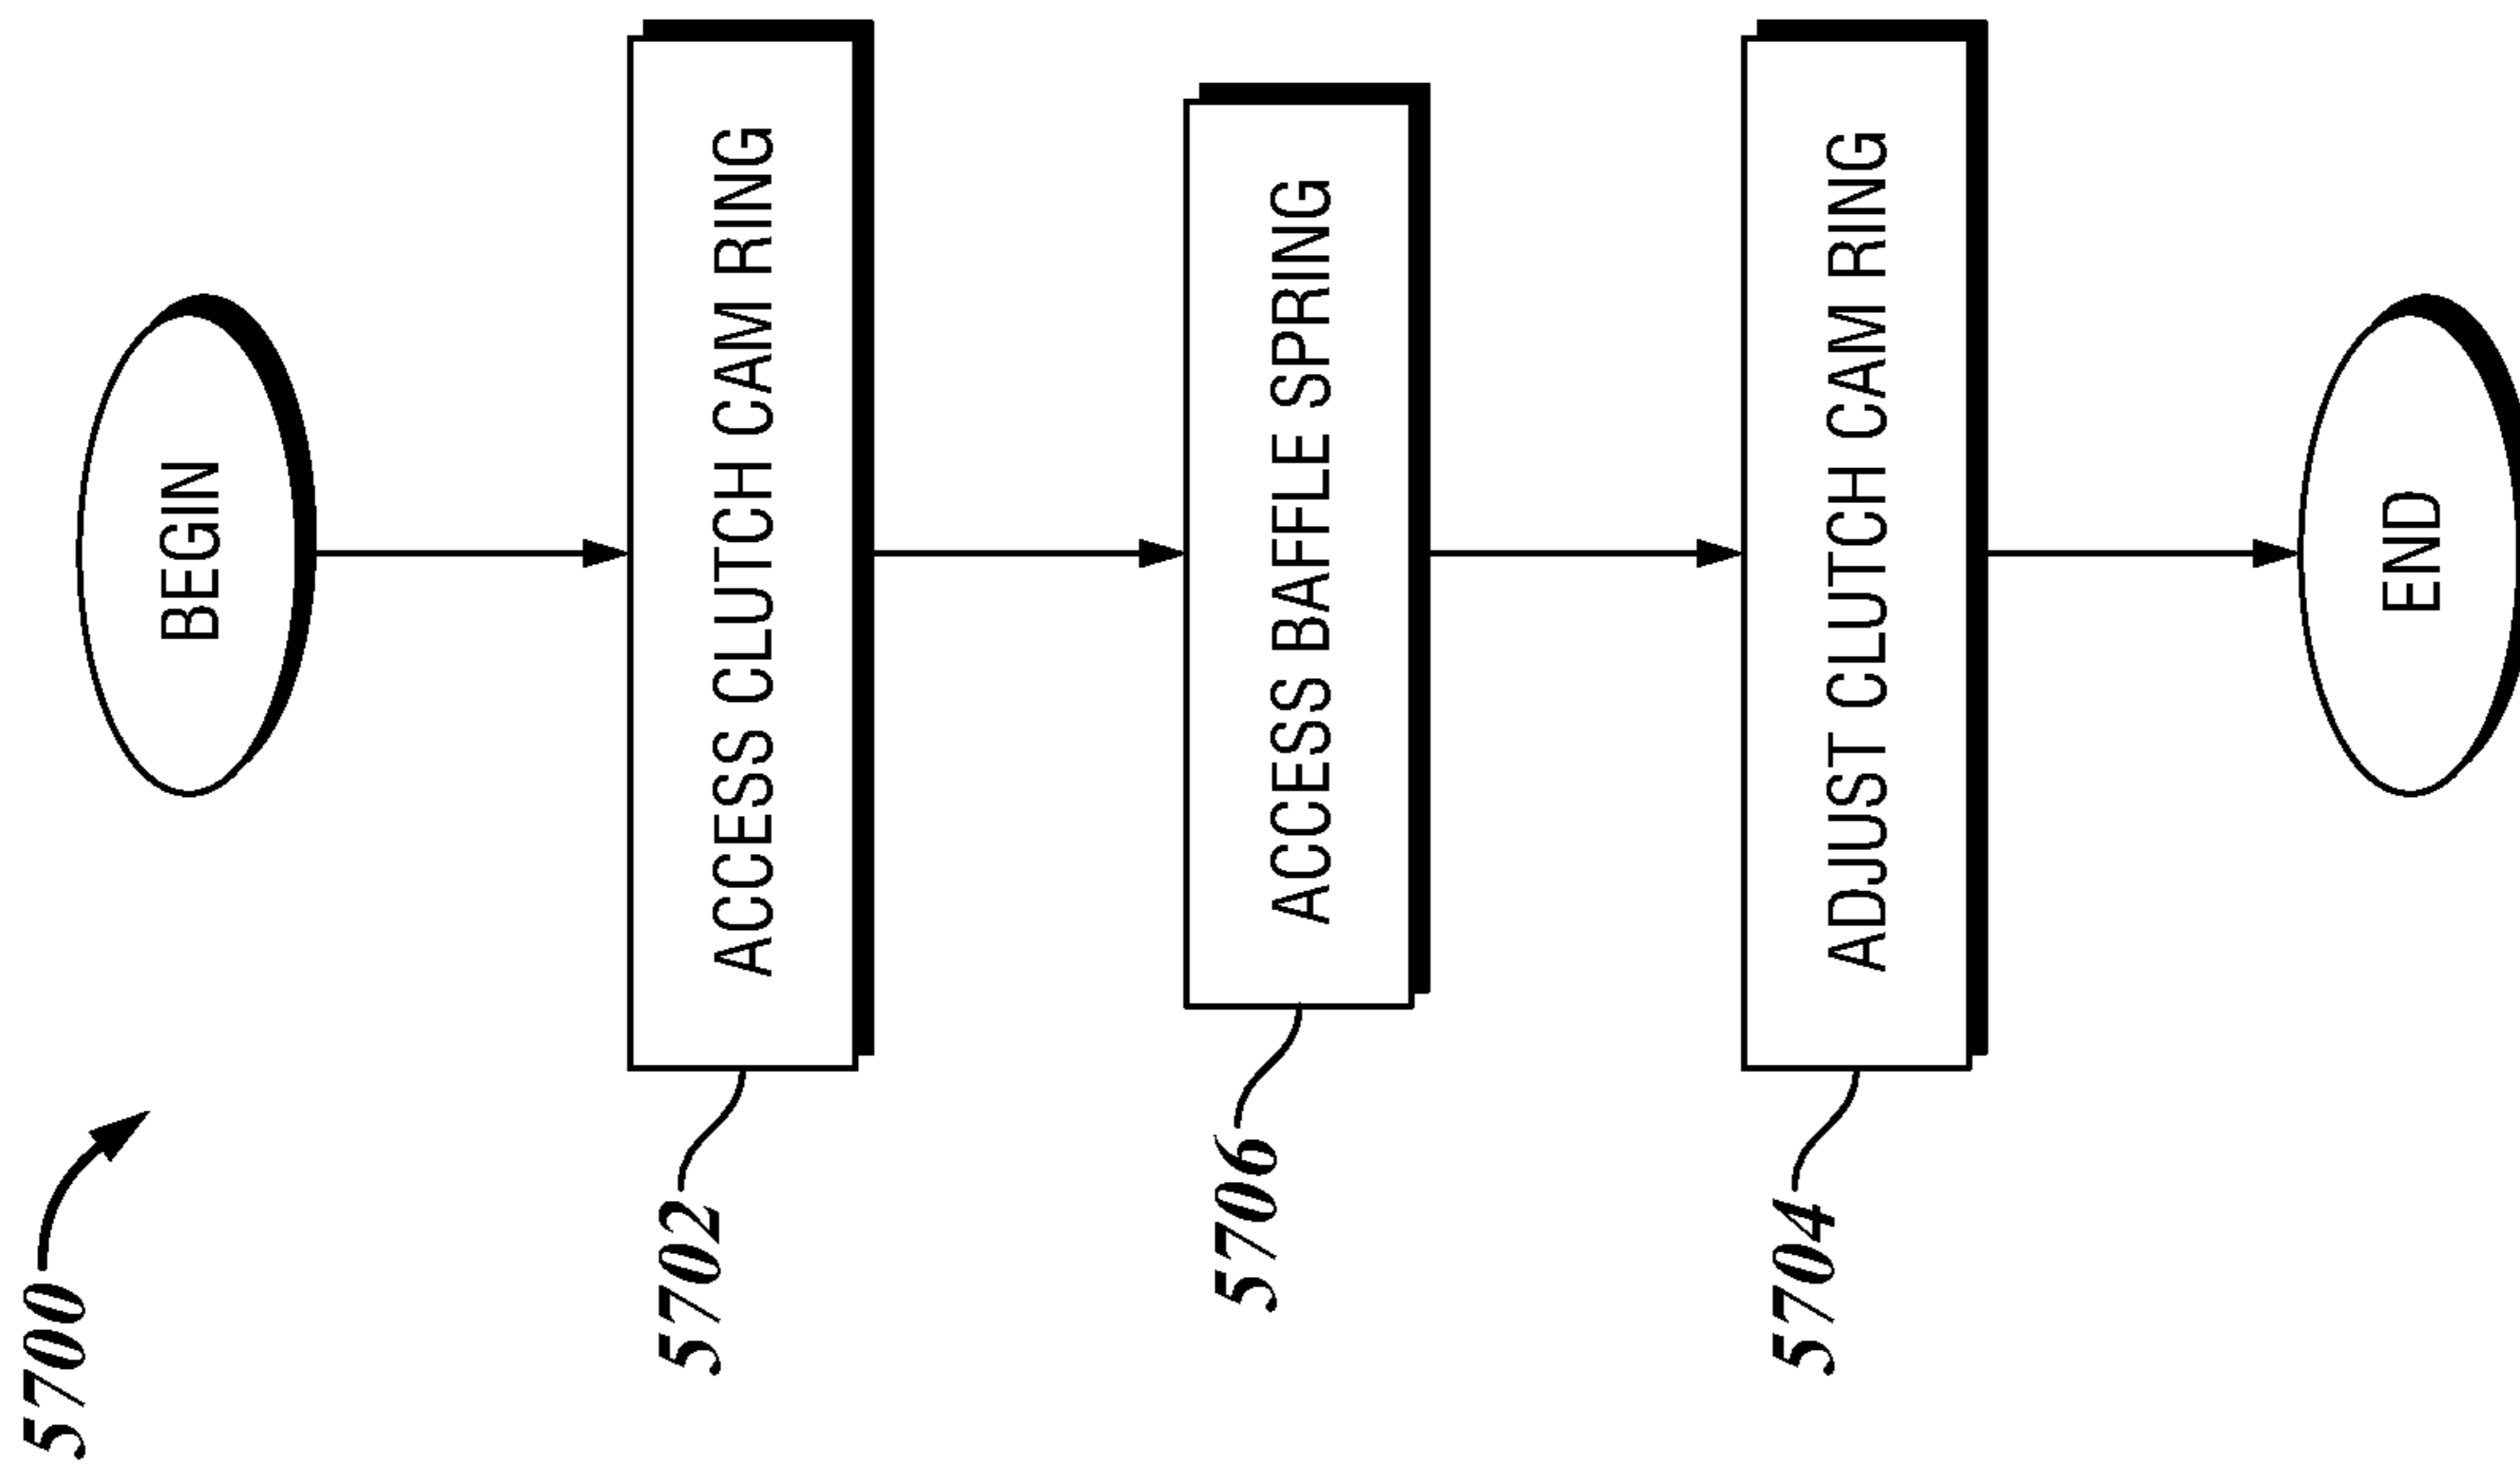 5700
BEGIN
5702
ACCESS CLUTCH CAM RING
5706
ACCESS BAFFLE SPRING
5704
ADJUST CLUTCH CAM RING
END